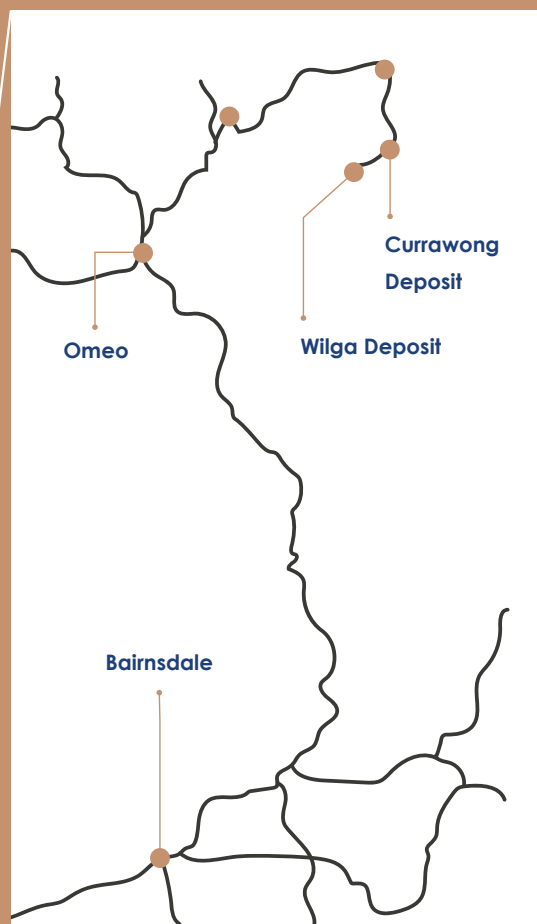 Currawong
Deposit
Wilga Deposit
Omeo
Bairnsdale